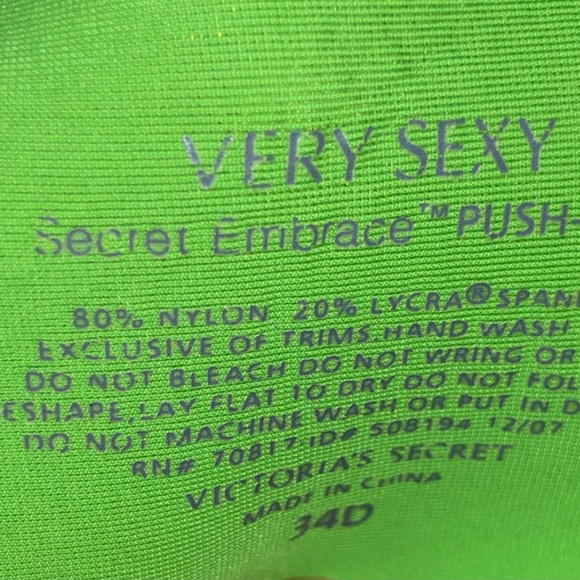 VERY SEXY
Secret Embrace™ PUSH-
80% NYLON 20% LYCRA® SPAN
EXCLUSIVE OF TRIMS.HAND WASH
DO NOT BLEACH DO NOT WRING OR
ESHAPE,LAY FLAT TO DRY DO NOT FOL
DO NOT MACHINE WASH OR PUT IN D
RN# 70817 ID# 508194 12/07
VICTORIA'S SECRET
MADE IN CHINA
34D